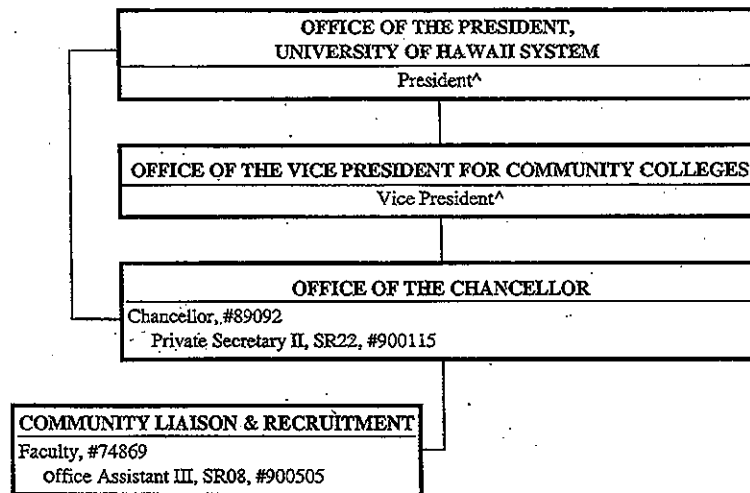 OFFICE OF THE PRESIDENT,
UNIVERSITY OF HAWAII SYSTEM
President^
OFFICE OF THE VICE PRESIDENT FOR COMMUNITY COLLEGES
Vice President^
OFFICE OF THE CHANCELLOR
Chancellor, #89092
Private Secretary II, SR22, #900115
COMMUNITY LIAISON & RECRUITMENT
Faculty, #74869
office Assistant III, SR08, #900505